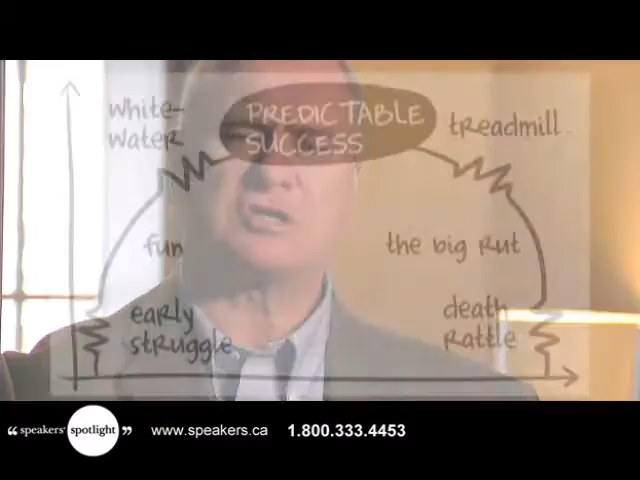 white-
water
PREDICTABLE
SUCCESS
treadmill
fun
the big Rut
early
struggle
death
Rattle
“ speakers' spotlight ”
www.speakers.ca
1.800.333.4453